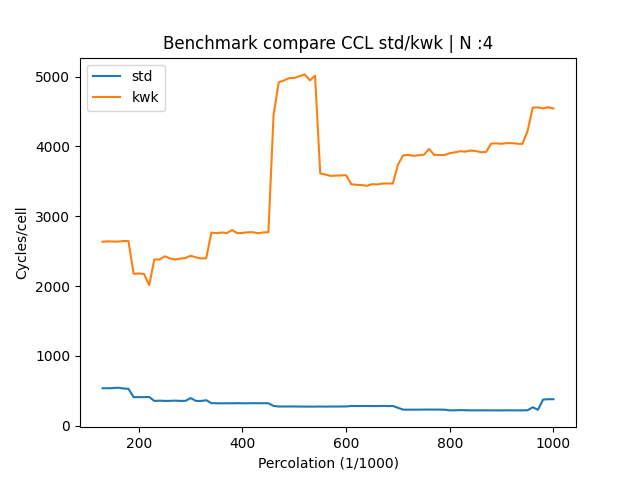 Benchmark compare CCL std/kwk | N :4
std
kwk
5000
4000
3000
2000
1000
0
Cycles/cell
200
400
600
800
1000
Percolation (1/1000)